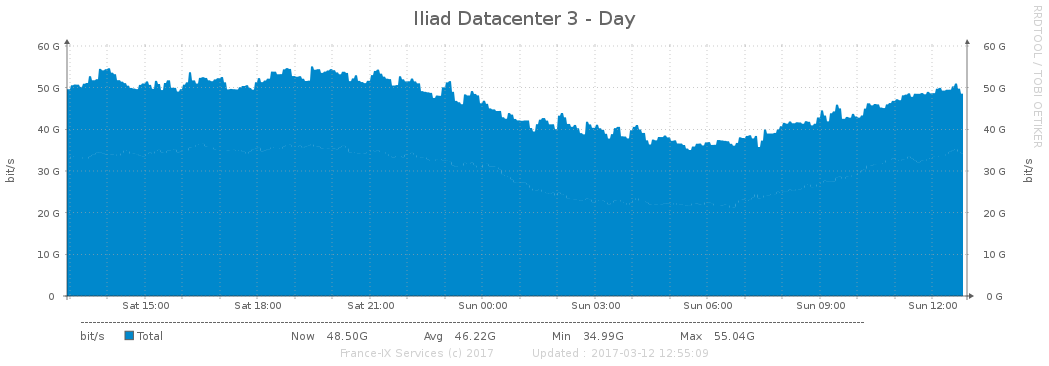 Iliad Datacenter 3 - Day
RRDTOOL / TOBI OETIKER
60 G 60 G
50 G 50 G
40 G 40 G
30 G 30 G
20 G 20 G
10 G 10 G
0 0 G
bit/s bit/s
Sat 15:00 Sat 18:00 Sat 21:00 Sun 00:00 Sun 03:00 Sun 06:00 Sun 09:00 Sun 12:00
bit/s Total Now 48.50G Avg 46.22G Min 34.99G Max 55.04G
France-IX Services (c) 2017 Updated : 2017-03-12 12:55:09